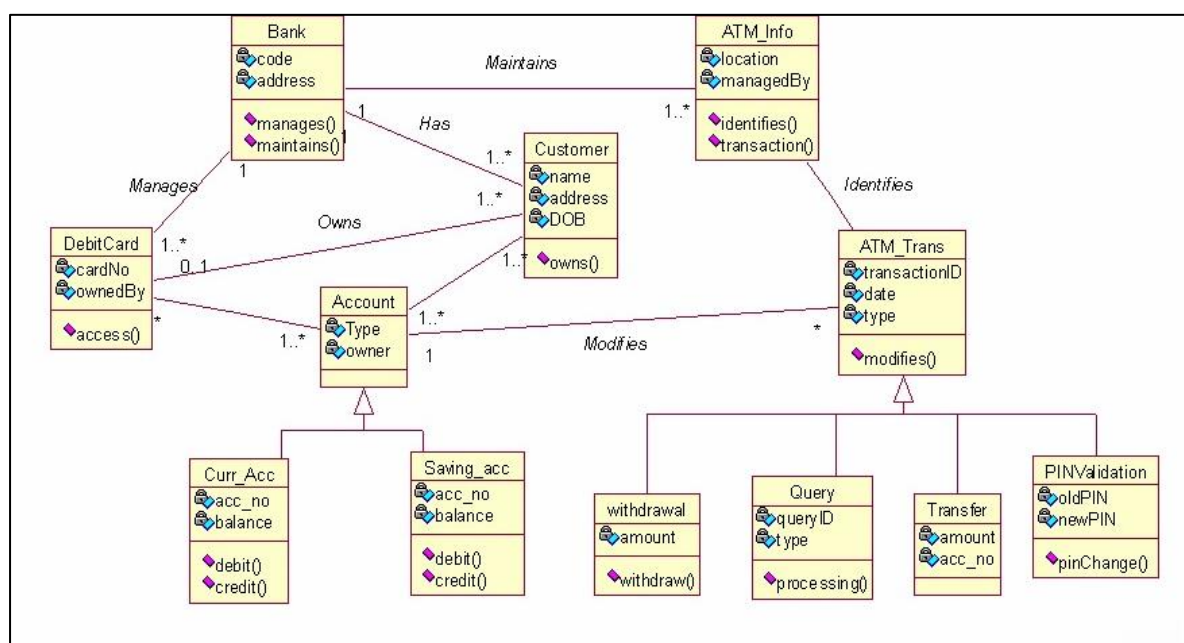 Bank
code
address
manages()
maintains()
1
1
1
Maintains
1..*
ATM_Info
location
managedBy
identifies()
transaction()
Has
1..*
Customer
name
address
DOB
owns()
1..*
1..*
Manages
1..*
Owns
0..1
Identifies
DebitCard
cardNo
ownedBy
access()
*
1..*
Account
Type
owner
1..*
1
Modifies
*
ATM_Trans
transactionID
date
type
modifies()
Curr_Acc
acc_no
balance
debit()
credit()
Saving_acc
acc_no
balance
debit()
credit()
withdrawal
amount
withdraw()
Query
queryID
type
processing()
Transfer
amount
acc_no
PINValidation
oldPIN
newPIN
pinChange()